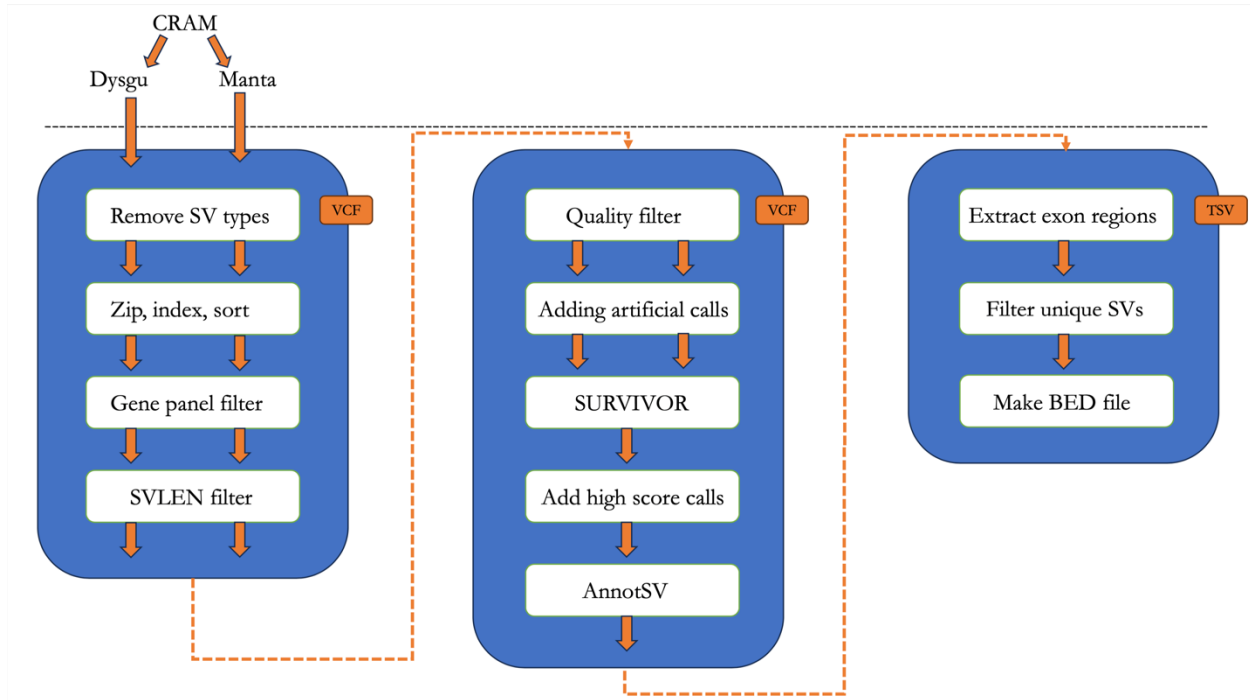 CRAM
Dysgu
Manta
Remove SV types
VCF
Zip, index, sort
Gene panel filter
SVLEN filter
Quality filter
VCF
Adding artificial calls
SURVIVOR
Add high score calls
AnnotSV
Extract exon regions
TSV
Filter unique SVs
Make BED file